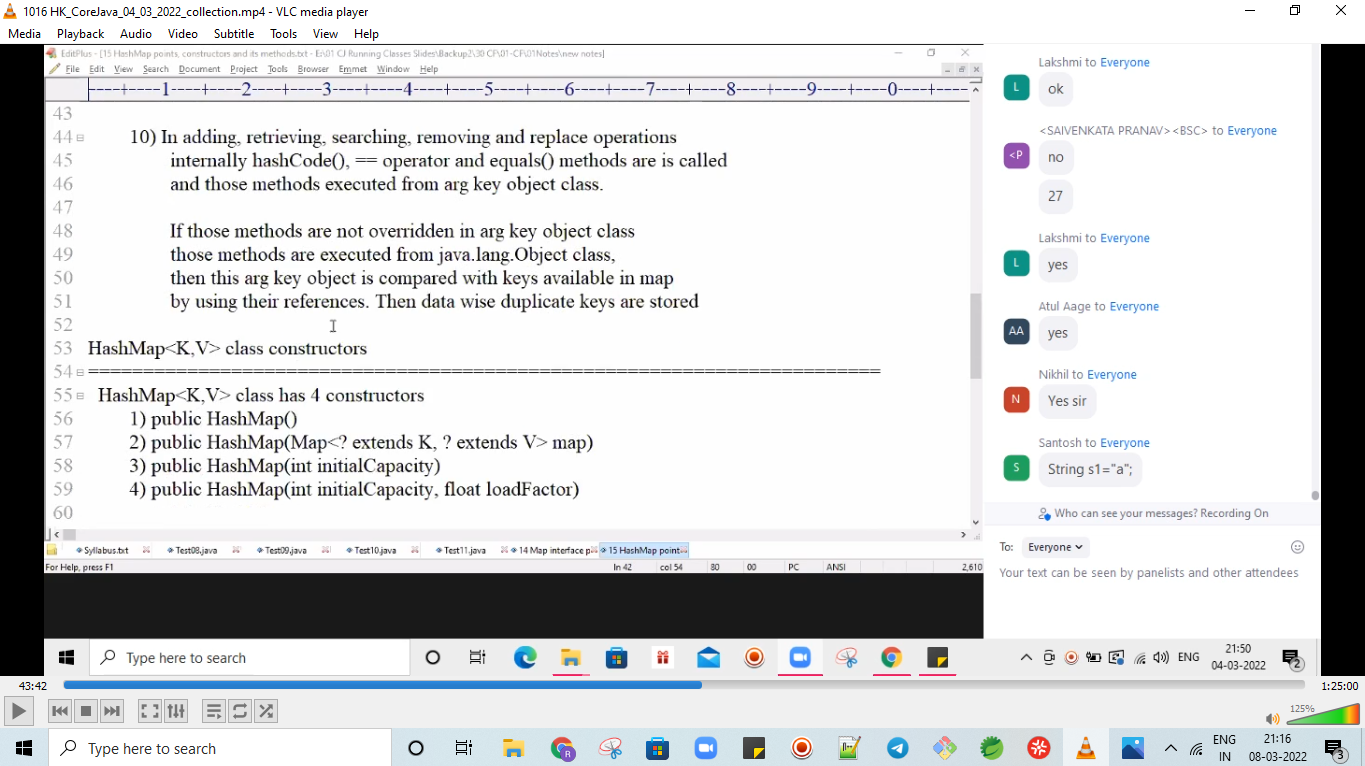 1016 HK_CoreJava_04_03_2022_collection.mp4 - VLC media player
Media Playback Audio Video Subtitle Tools View Help
EditPlus - [15 HashMap points, constructors and its methods.txt - E:\01 CJ Running Classes Slides\Backup2\30 CF\01-CF\01Notes\new notes]
File Edit View Search Document Project Tools Browser Emmet Window Help
----+----1----+----2----+----3----+----4----+----5----+----6----+----7----+----8----+----9----+----0----+----
43
44 10) In adding, retrieving, searching, removing and replace operations
45 internally hashCode(), == operator and equals() methods are is called
46 and those methods executed from arg key object class.
47
48 If those methods are not overridden in arg key object class
49 those methods are executed from java.lang.Object class,
50 then this arg key object is compared with keys available in map
51 by using their references. Then data wise duplicate keys are stored
52
53 HashMap<K,V> class constructors
54 ==================================================================
55 HashMap<K,V> class has 4 constructors
56 1) public HashMap()
57 2) public HashMap(Map<? extends K, ? extends V> map)
58 3) public HashMap(int initialCapacity)
59 4) public HashMap(int initialCapacity, float loadFactor)
60
Syllabus.txt Test08.java Test09.java Test10.java Test11.java 14 Map interface p 15 HashMap point
For Help, press F1 ln 42 col 54 80 00 PC ANSI 2,610
Lakshmi to Everyone
L ok
<SAIVENKATA PRANAV><BSC> to Everyone
<P no
27
Lakshmi to Everyone
L yes
Atul Aage to Everyone
AA yes
Nikhil to Everyone
N Yes sir
Santosh to Everyone
S String s1="a";
Who can see your messages? Recording On
To: Everyone
Your text can be seen by panelists and other attendees
Type here to search
ENG
21:50
04-03-2022
2
43:42
1:25:00
125%
Type here to search
R
ENG
IN
21:16
08-03-2022
3